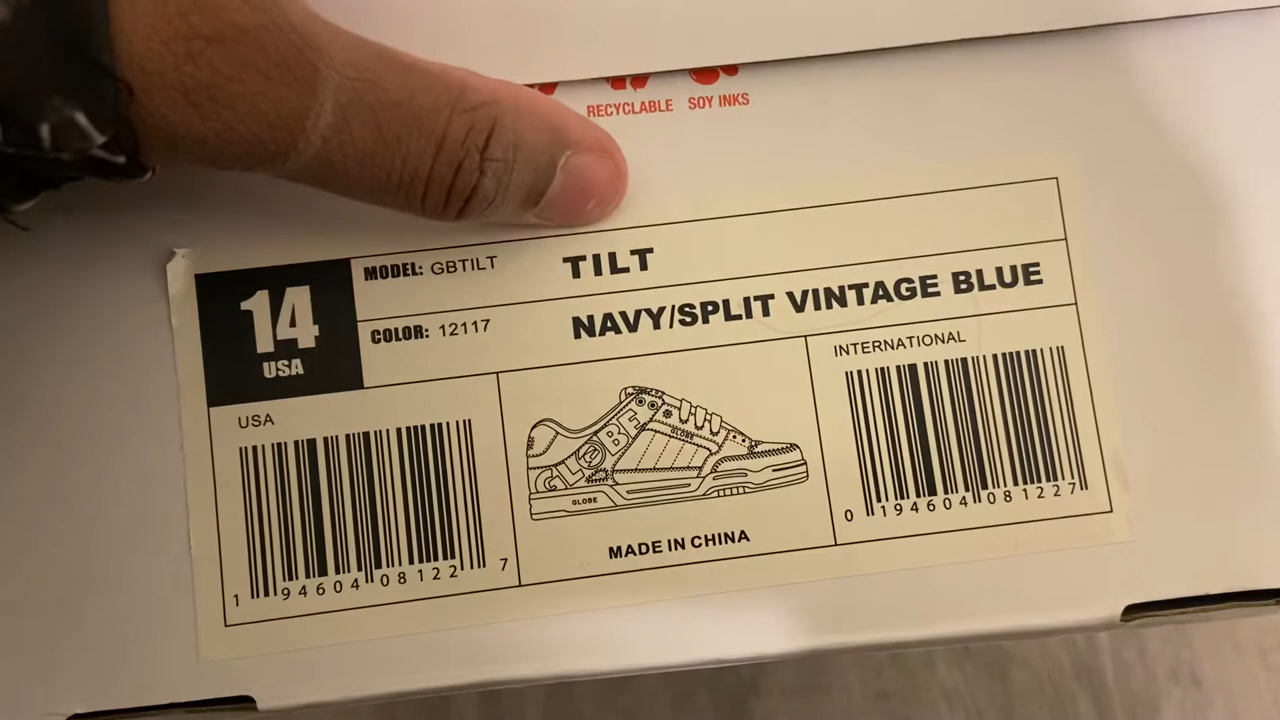 RECYCLABLE SOY INKS
14
USA
MODEL: GBTILT TILT
COLOR: 12117 NAVY/SPLIT VINTAGE BLUE
USA
1 94604 08122 7
GLOBE
GLOBE
GLOBE
MADE IN CHINA
INTERNATIONAL
0 194604 081227